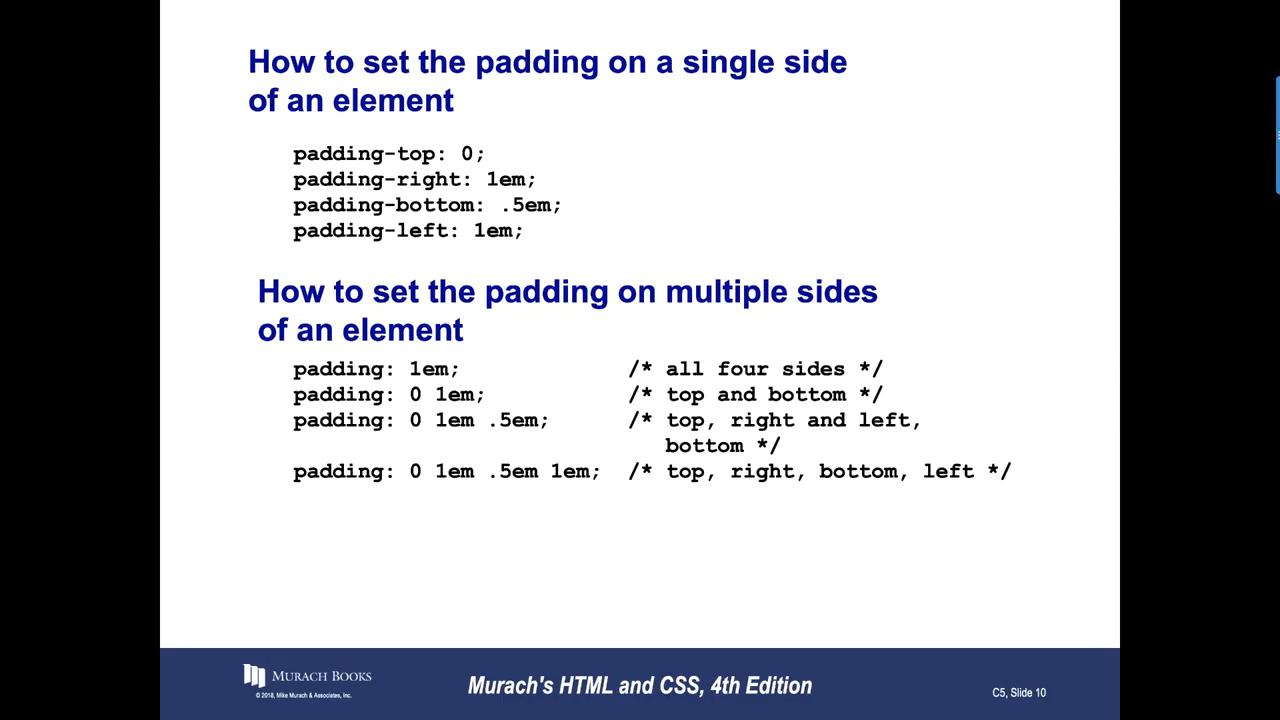 How to set the padding on a single side
of an element
padding-top: 0;
padding-right: 1em;
padding-bottom: .5em;
padding-left: 1em;
How to set the padding on multiple sides
of an element
padding: 1em; /* all four sides */
padding: 0 1em; /* top and bottom */
padding: 0 1em .5em; /* top, right and left,
bottom */
padding: 0 1em .5em 1em; /* top, right, bottom, left */
MURACH BOOKS
© 2018, Mike Murach & Associates, Inc.
Murach's HTML and CSS, 4th Edition
C5, Slide 10